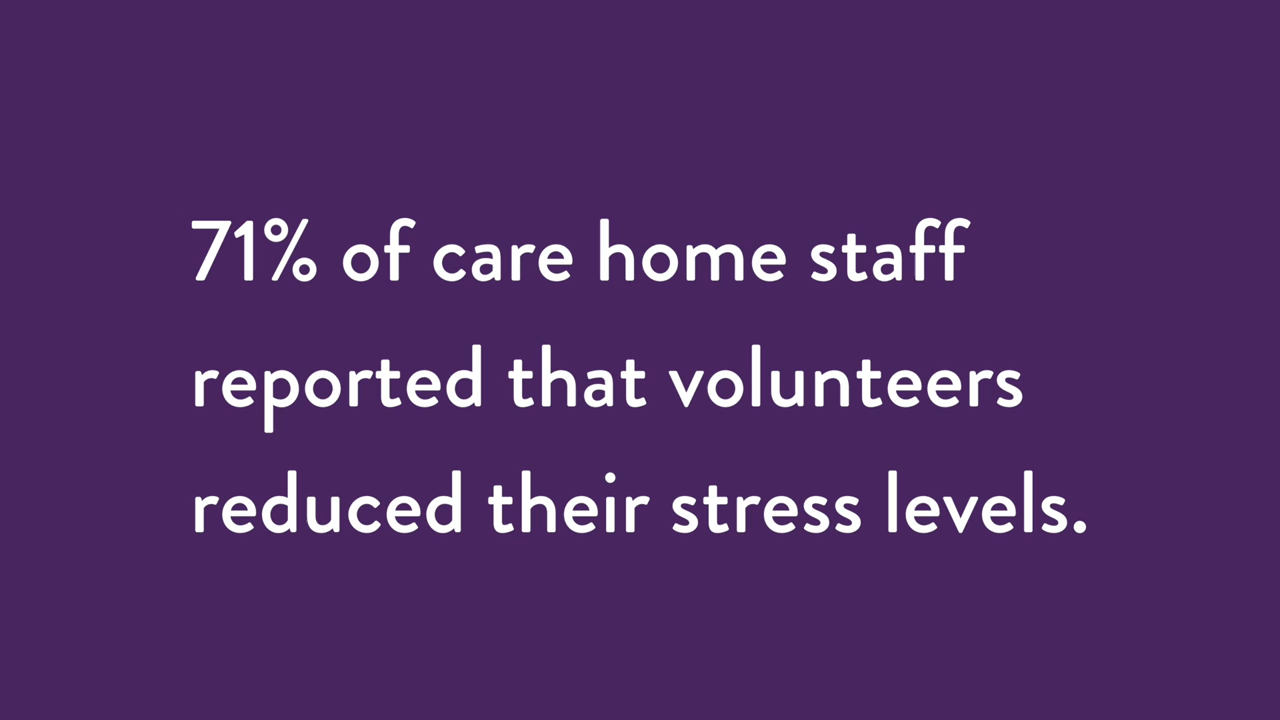 71% of care home staff
reported that volunteers
reduced their stress levels.